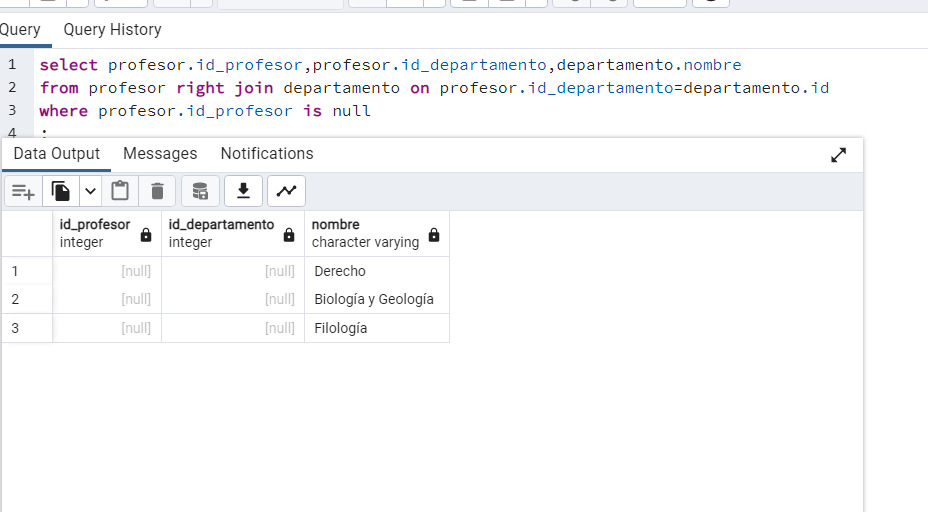 Query Query History
1 select profesor.id_profesor,profesor.id_departamento,departamento.nombre
2 from profesor right join departamento on profesor.id_departamento=departamento.id
3 where profesor.id_profesor is null
4 ;
Data Output Messages Notifications
id_profesor id_departamento nombre
integer integer character varying
1 [null] [null] Derecho
2 [null] [null] Biología y Geología
3 [null] [null] Filología